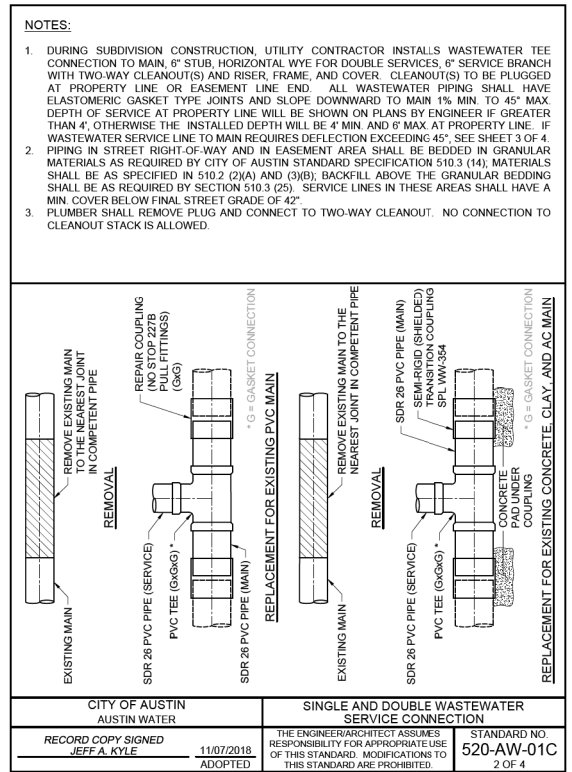 NOTES:
1. DURING SUBDIVISION CONSTRUCTION, UTILITY CONTRACTOR INSTALLS WASTEWATER TEE
CONNECTION TO MAIN, 6" STUB, HORIZONTAL WYE FOR DOUBLE SERVICES, 6" SERVICE BRANCH
WITH TWO-WAY CLEANOUT(S) AND RISER, FRAME, AND COVER. CLEANOUT(S) TO BE PLUGGED
AT PROPERTY LINE OR EASEMENT LINE END. ALL WASTEWATER PIPING SHALL HAVE
ELASTOMERIC GASKET TYPE JOINTS AND SLOPE DOWNWARD TO MAIN 1% MIN. TO 45° MAX.
DEPTH OF SERVICE AT PROPERTY LINE WILL BE SHOWN ON PLANS BY ENGINEER IF GREATER
THAN 4', OTHERWISE THE INSTALLED DEPTH WILL BE 4' MIN. AND 6' MAX. AT PROPERTY LINE. IF
WASTEWATER SERVICE LINE TO MAIN REQUIRES DEFLECTION EXCEEDING 45°, SEE SHEET 3 OF 4.
2. PIPING IN STREET RIGHT-OF-WAY AND IN EASEMENT AREA SHALL BE BEDDED IN GRANULAR
MATERIALS AS REQUIRED BY CITY OF AUSTIN STANDARD SPECIFICATION 510.3 (14); MATERIALS
SHALL BE AS SPECIFIED IN 510.2 (2)(A) AND (3)(B); BACKFILL ABOVE THE GRANULAR BEDDING
SHALL BE AS REQUIRED BY SECTION 510.3 (25). SERVICE LINES IN THESE AREAS SHALL HAVE A
MIN. COVER BELOW FINAL STREET GRADE OF 42".
3. PLUMBER SHALL REMOVE PLUG AND CONNECT TO TWO-WAY CLEANOUT. NO CONNECTION TO
CLEANOUT STACK IS ALLOWED.
EXISTING MAIN
REMOVE EXISTING MAIN
TO THE NEAREST JOINT
IN COMPETENT PIPE
REMOVAL
SDR 26 PVC PIPE (SERVICE)
PVC TEE (GxGxG) *
SDR 26 PVC PIPE (MAIN)
REPAIR COUPLING
(NO STOP 227B
PULL FITTINGS)
(GxG)
* G = GASKET CONNECTION
REPLACEMENT FOR EXISTING PVC MAIN
EXISTING MAIN
REMOVE EXISTING MAIN TO THE
NEAREST JOINT IN COMPETENT PIPE
REMOVAL
SDR 26 PVC PIPE (SERVICE)
PVC TEE (GxGxG) *
SDR 26 PVC PIPE (MAIN)
SEMI-RIGID (SHIELDED)
TRANSITION COUPLING
SPL WW-354
CONCRETE
PAD UNDER
COUPLING
* G = GASKET CONNECTION
REPLACEMENT FOR EXISTING CONCRETE, CLAY, AND AC MAIN
CITY OF AUSTIN
AUSTIN WATER
SINGLE AND DOUBLE WASTEWATER
SERVICE CONNECTION
RECORD COPY SIGNED
JEFF A. KYLE
11/07/2018
ADOPTED
THE ENGINEER/ARCHITECT ASSUMES
RESPONSIBILITY FOR APPROPRIATE USE
OF THIS STANDARD. MODIFICATIONS TO
THIS STANDARD ARE PROHIBITED.
STANDARD NO.
520-AW-01C
2 OF 4